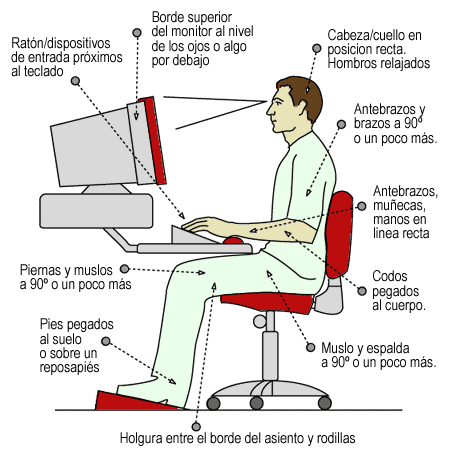 Borde superior
del monitor al nivel
de los ojos o algo
por debajo
Ratón/dispositivos
de entrada próximos
al teclado
Cabeza/cuello en
posicion recta.
Hombros relajados
Antebrazos y
brazos a 90º
o un poco más.
Antebrazos,
muñecas,
manos en
linea recta
Codos
pegados
al cuerpo.
Muslo y espalda
a 90º o un poco más.
Piernas y muslos
a 90º o un poco más
Pies pegados
al suelo
o sobre un
reposapiés
Holgura entre el borde del asiento y rodillas